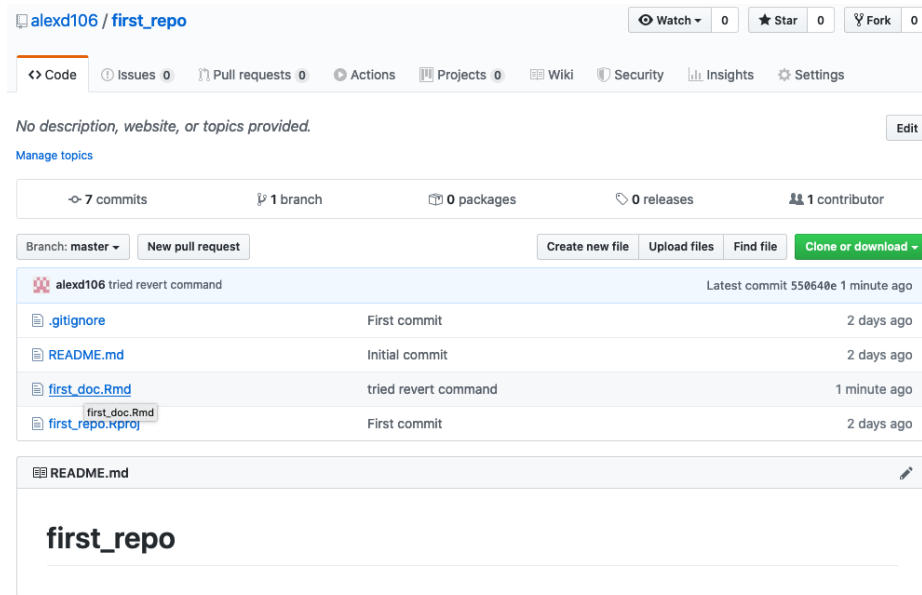 alexd106 / first_repo Watch 0 Star 0 Fork 0
Code Issues 0 Pull requests 0 Actions Projects 0 Wiki Security Insights Settings
No description, website, or topics provided. Edit
Manage topics
7 commits 1 branch 0 packages 0 releases 1 contributor
Branch: master New pull request Create new file Upload files Find file Clone or download
alexd106 tried revert command Latest commit 550640e 1 minute ago
.gitignore First commit 2 days ago
README.md Initial commit 2 days ago
first_doc.Rmd tried revert command 1 minute ago
first_doc.Rmd
first_repo.Rproj First commit 2 days ago
README.md
first_repo